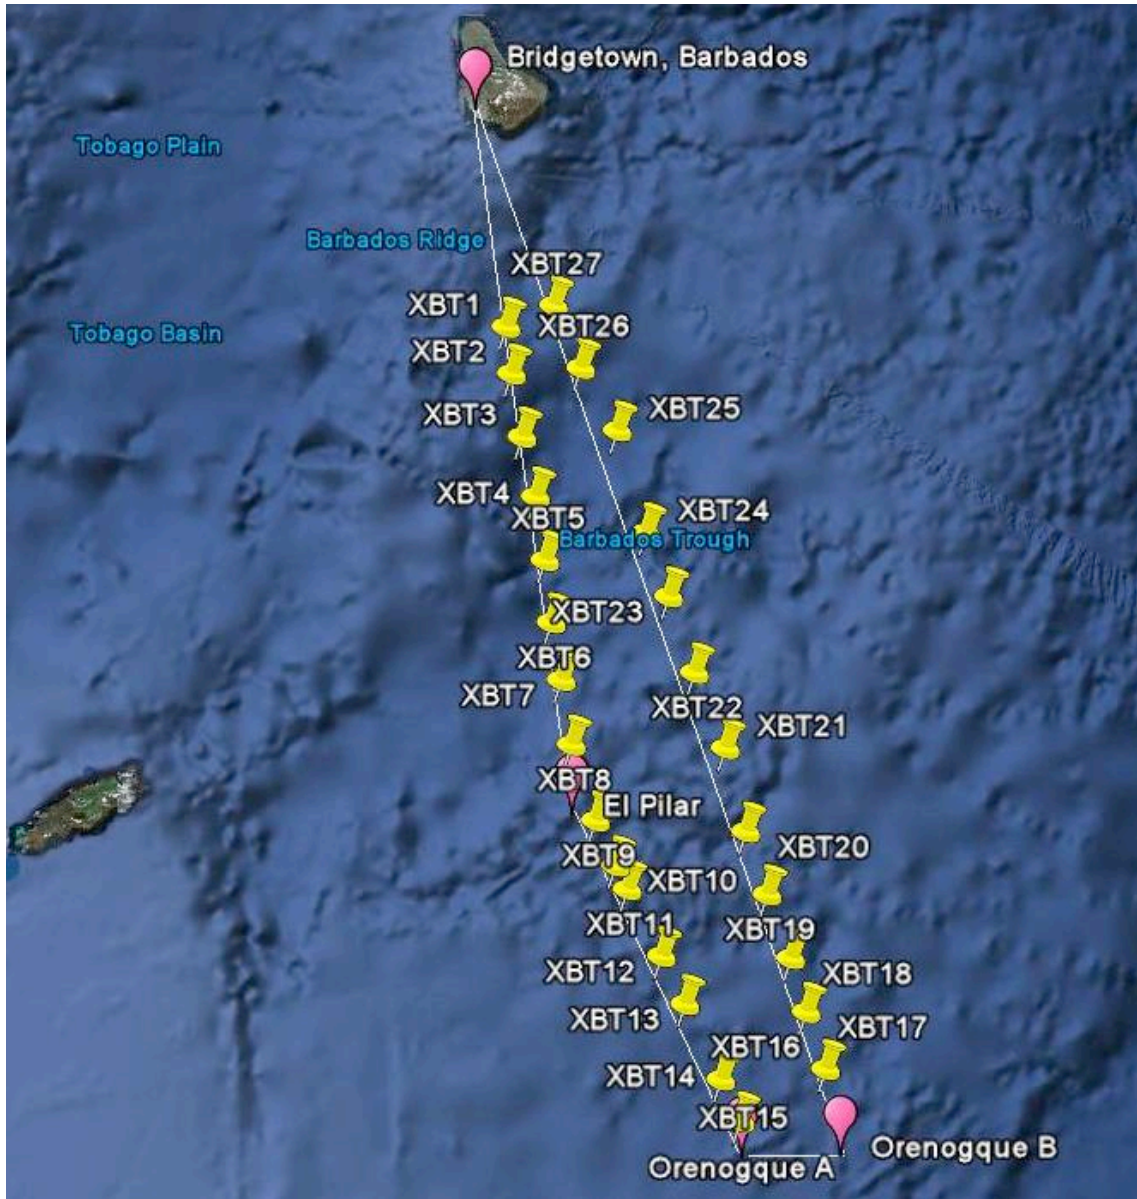 Bridgetown, Barbados
Tobago Plain
Barbados Ridge
XBT27
XBT1
XBT26
Tobago Basin
XBT2
XBT25
XBT3
XBT4
XBT24
XBT5
Barbados Trough
XBT23
XBT6
XBT7
XBT22
XBT21
XBT8
El Pilar
XBT20
XBT9
XBT10
XBT11
XBT19
XBT12
XBT18
XBT13
XBT17
XBT16
XBT14
XBT15
Orenogque B
Orenogque A